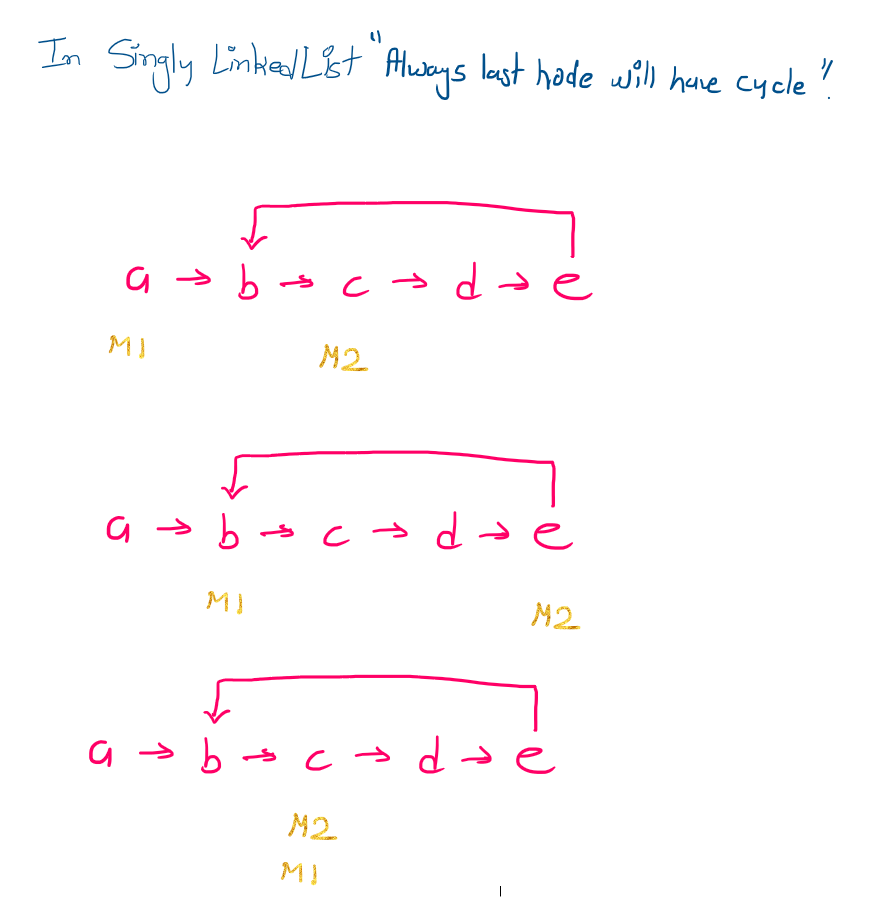 In Singly LinkedList "Always last node will have cycle"
a → b → c → d → e
M1 M2
a → b → c → d → e
M1 M2
a → b → c → d → e
M2
M1